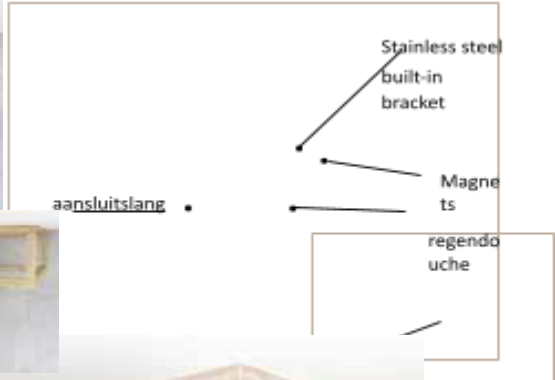 Stainless steel
built-in
bracket
Magne
ts
aansluitslang
regendo
uche